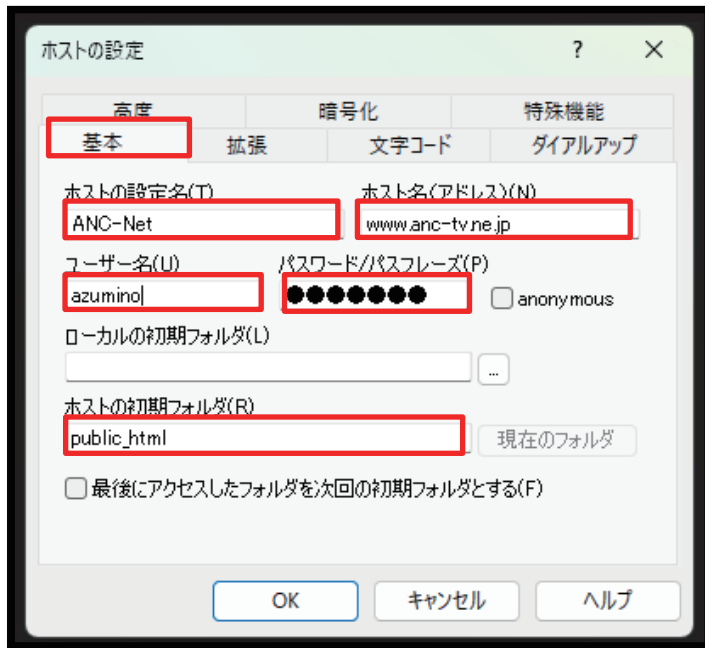 ホストの設定 ? ×
高度 暗号化 特殊機能
基本 拡張 文字コード ダイアルアップ
ホストの設定名(T) ホスト名(アドレス)(N)
ANC-Net www.anc-tv.ne.jp
ユーザー名(U) パスワード/パスフレーズ(P)
azumino ●●●●●●● anonymous
ローカルの初期フォルダ(L)
...
ホストの初期フォルダ(R)
public_html 現在のフォルダ
最後にアクセスしたフォルダを次回の初期フォルダとする(F)
OK キャンセル ヘルプ